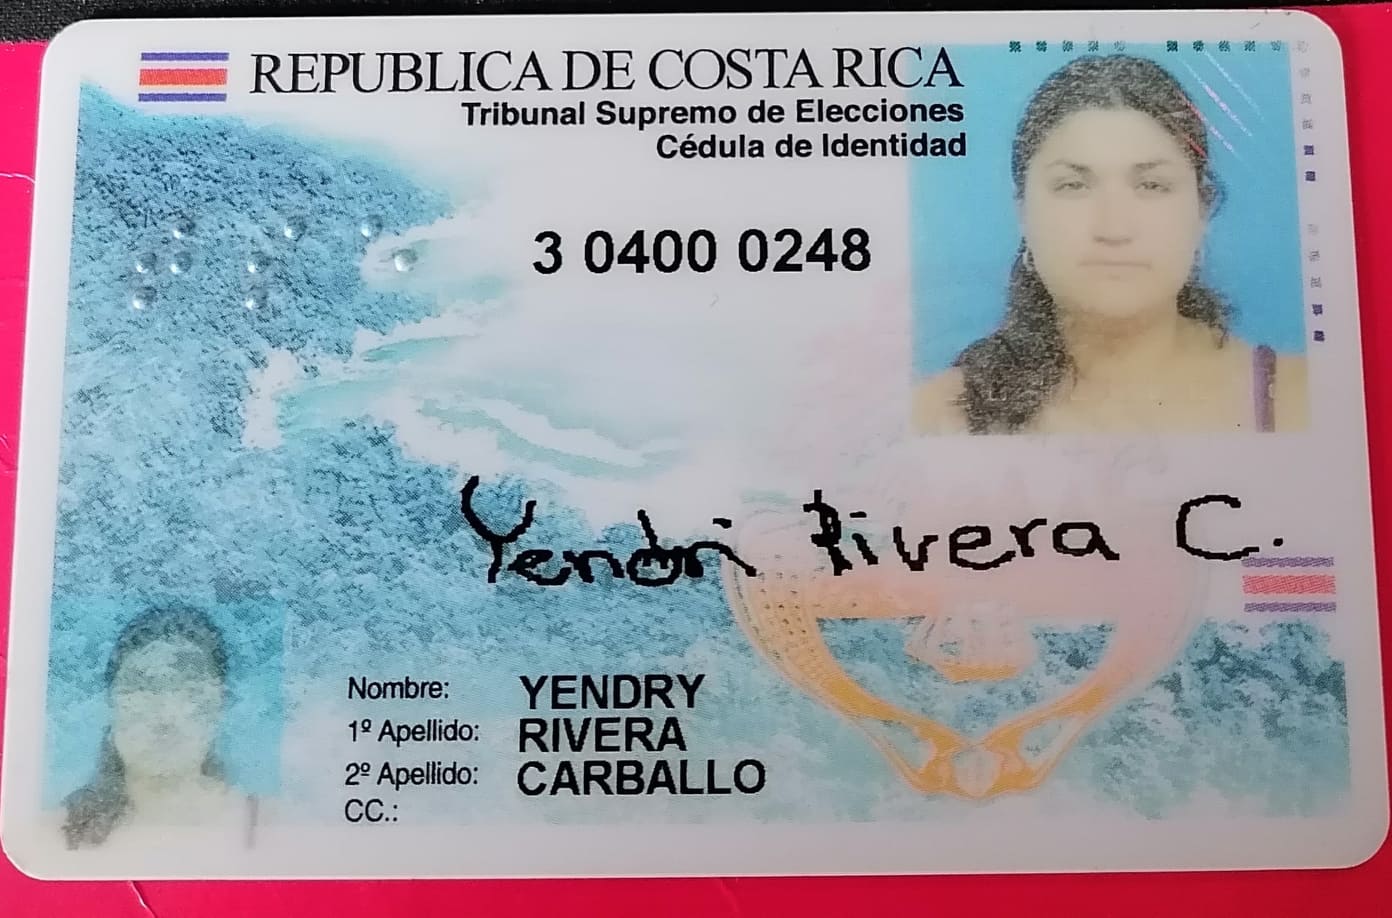 REPUBLICA DE COSTA RICA
Tribunal Supremo de Elecciones
Cédula de Identidad
3 0400 0248
Yendri Rivera C.
Nombre: YENDRY
1º Apellido: RIVERA
2º Apellido: CARBALLO
CC.: